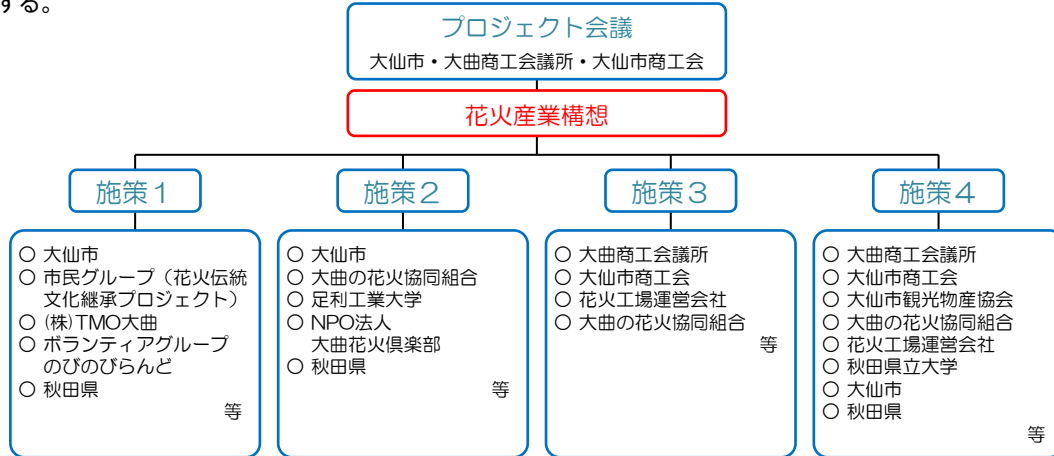 する。
プロジェクト会議
大仙市・大曲商工会議所・大仙市商工会
花火産業構想
施策１
施策２
施策３
施策４
○ 大仙市
○ 市民グループ（花火伝統
文化継承プロジェクト）
○ (株)TMO大曲
○ ボランティアグループ
のびのびらんど
○ 秋田県
等
○ 大仙市
○ 大曲の花火協同組合
○ 足利工業大学
○ NPO法人
大曲花火倶楽部
○ 秋田県
等
○ 大曲商工会議所
○ 大仙市商工会
○ 花火工場運営会社
○ 大曲の花火協同組合
等
○ 大曲商工会議所
○ 大仙市商工会
○ 大仙市観光物産協会
○ 大曲の花火協同組合
○ 花火工場運営会社
○ 秋田県立大学
○ 大仙市
○ 秋田県
等